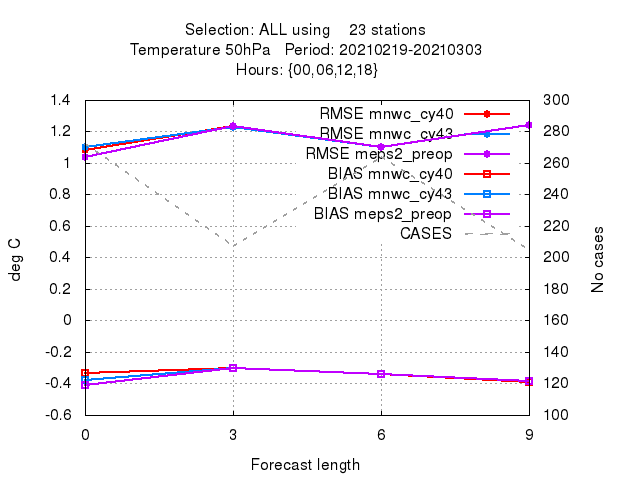 Selection: ALL using 23 stations
Temperature 50hPa Period: 20210219-20210303
Hours: {00,06,12,18}
1.4
1.2
1
0.8
0.6
0.4
0.2
0
-0.2
-0.4
-0.6
deg C
RMSE mnwc_cy40
RMSE mnwc_cy43
RMSE meps2_preop
BIAS mnwc_cy40
BIAS mnwc_cy43
BIAS meps2_preop
CASES
300
280
260
240
220
200
180
160
140
120
100
No cases
0 3 6 9
Forecast length